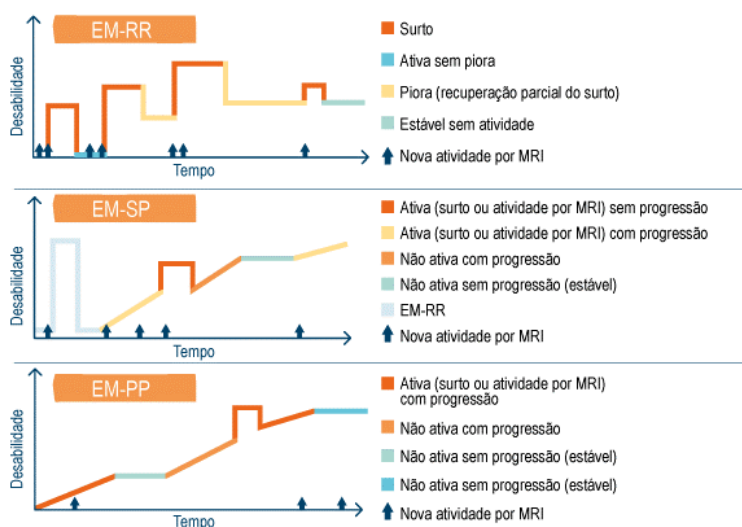 EM-RR
Desabilidade
Tempo
Surto
Ativa sem piora
Piora (recuperação parcial do surto)
Estável sem atividade
Nova atividade por MRI
EM-SP
Desabilidade
Tempo
Ativa (surto ou atividade por MRI) sem progressão
Ativa (surto ou atividade por MRI) com progressão
Não ativa com progressão
Não ativa sem progressão (estável)
EM-RR
Nova atividade por MRI
EM-PP
Desabilidade
Tempo
Ativa (surto ou atividade por MRI)
com progressão
Não ativa com progressão
Não ativa sem progressão (estável)
Não ativa sem progressão (estável)
Nova atividade por MRI